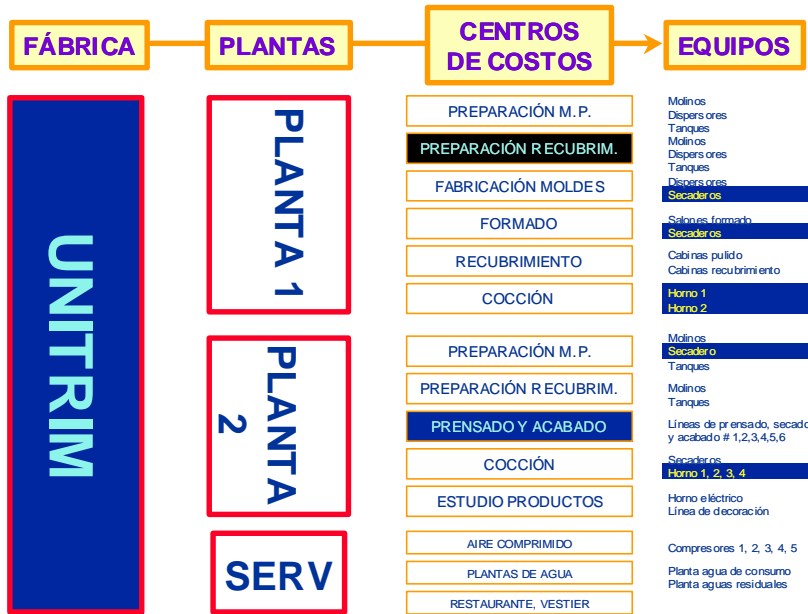 FÁBRICA
PLANTAS
CENTROS
DE COSTOS
EQUIPOS
UNITRIM
PLANTA 1
PREPARACIÓN M.P.
Molinos
Dispersores
Tanques
PREPARACIÓN RECUBRIM.
Molinos
Dispersores
Tanques
FABRICACIÓN MOLDES
Dispersores
Secaderos
FORMADO
Salones formado
Secaderos
RECUBRIMIENTO
Cabinas pulido
Cabinas recubrimiento
COCCIÓN
Horno 1
Horno 2
PLANTA
2
PREPARACIÓN M.P.
Molinos
Secadero
Tanques
PREPARACIÓN RECUBRIM.
Molinos
Tanques
PRENSADO Y ACABADO
Líneas de prensado, secado
y acabado # 1,2,3,4,5,6
COCCIÓN
Secaderos
Horno 1, 2, 3, 4
ESTUDIO PRODUCTOS
Horno eléctrico
Línea de decoración
SERV
AIRE COMPRIMIDO
Compresores 1, 2, 3, 4, 5
PLANTAS DE AGUA
Planta agua de consumo
Planta aguas residuales
RESTAURANTE, VESTIER